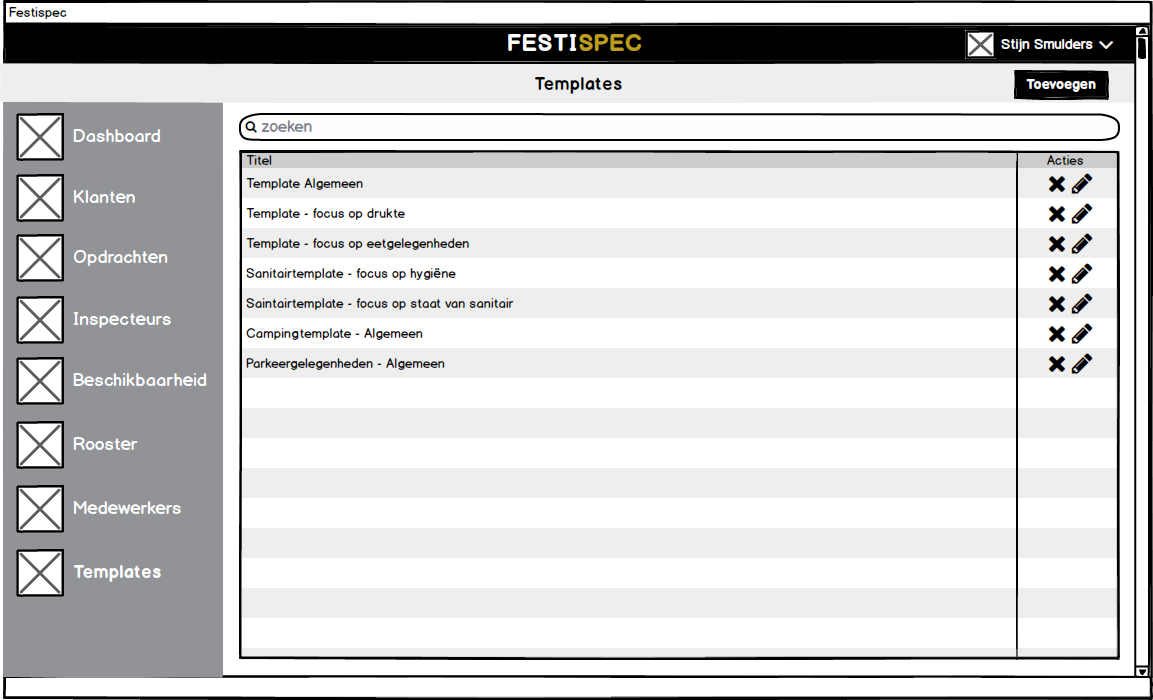 Festispec
FESTISPEC
Stijn Smulders
Templates
Toevoegen
Dashboard
Klanten
Opdrachten
Inspecteurs
Beschikbaarheid
Rooster
Medewerkers
Templates
zoeken
Titel Acties
Template Algemeen
Template - focus op drukte
Template - focus op eetgelegenheden
Sanitairtemplate - focus op hygiëne
Saintairtemplate - focus op staat van sanitair
Campingtemplate - Algemeen
Parkeergelegenheden - Algemeen